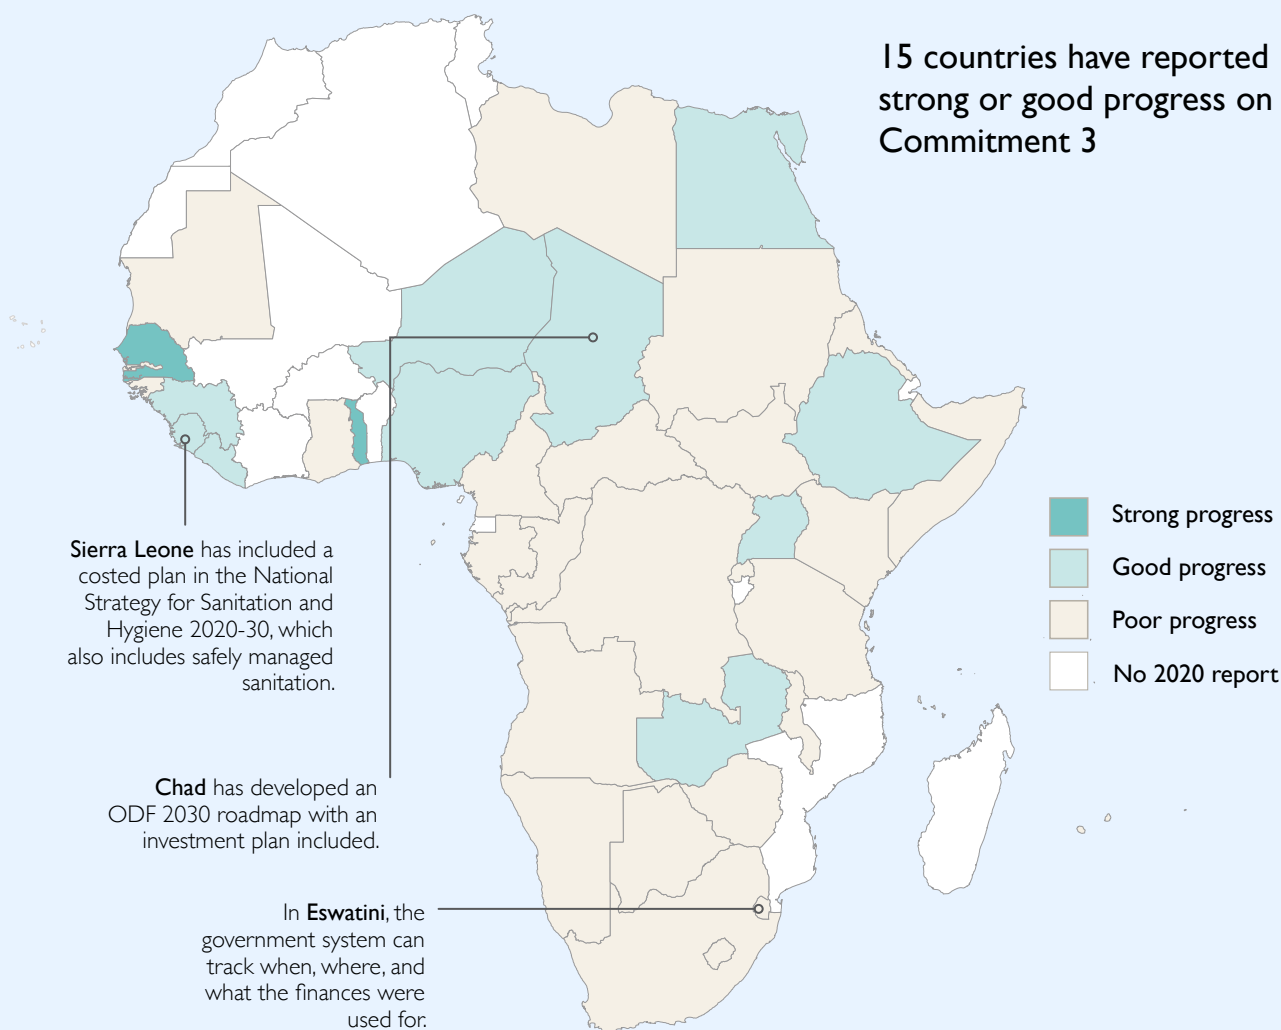 15 countries have reported
strong or good progress on
Commitment 3
Strong progress
Good progress
Poor progress
No 2020 report
Sierra Leone has included a
costed plan in the National
Strategy for Sanitation and
Hygiene 2020-30, which
also includes safely managed
sanitation.
Chad has developed an
ODF 2030 roadmap with an
investment plan included.
In Eswatini, the
government system can
track when, where, and
what the finances were
used for.